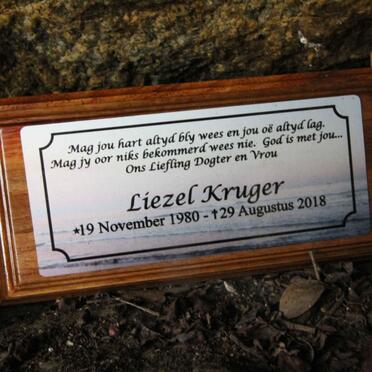 Mag jou hart altyd bly wees en jou oë altyd lag.
Mag jy oor niks bekommerd wees nie. God is met jou...
Ons Liefling Dogter en Vrou
Liezel Kruger
★19 November 1980 - ✝29 Augustus 2018